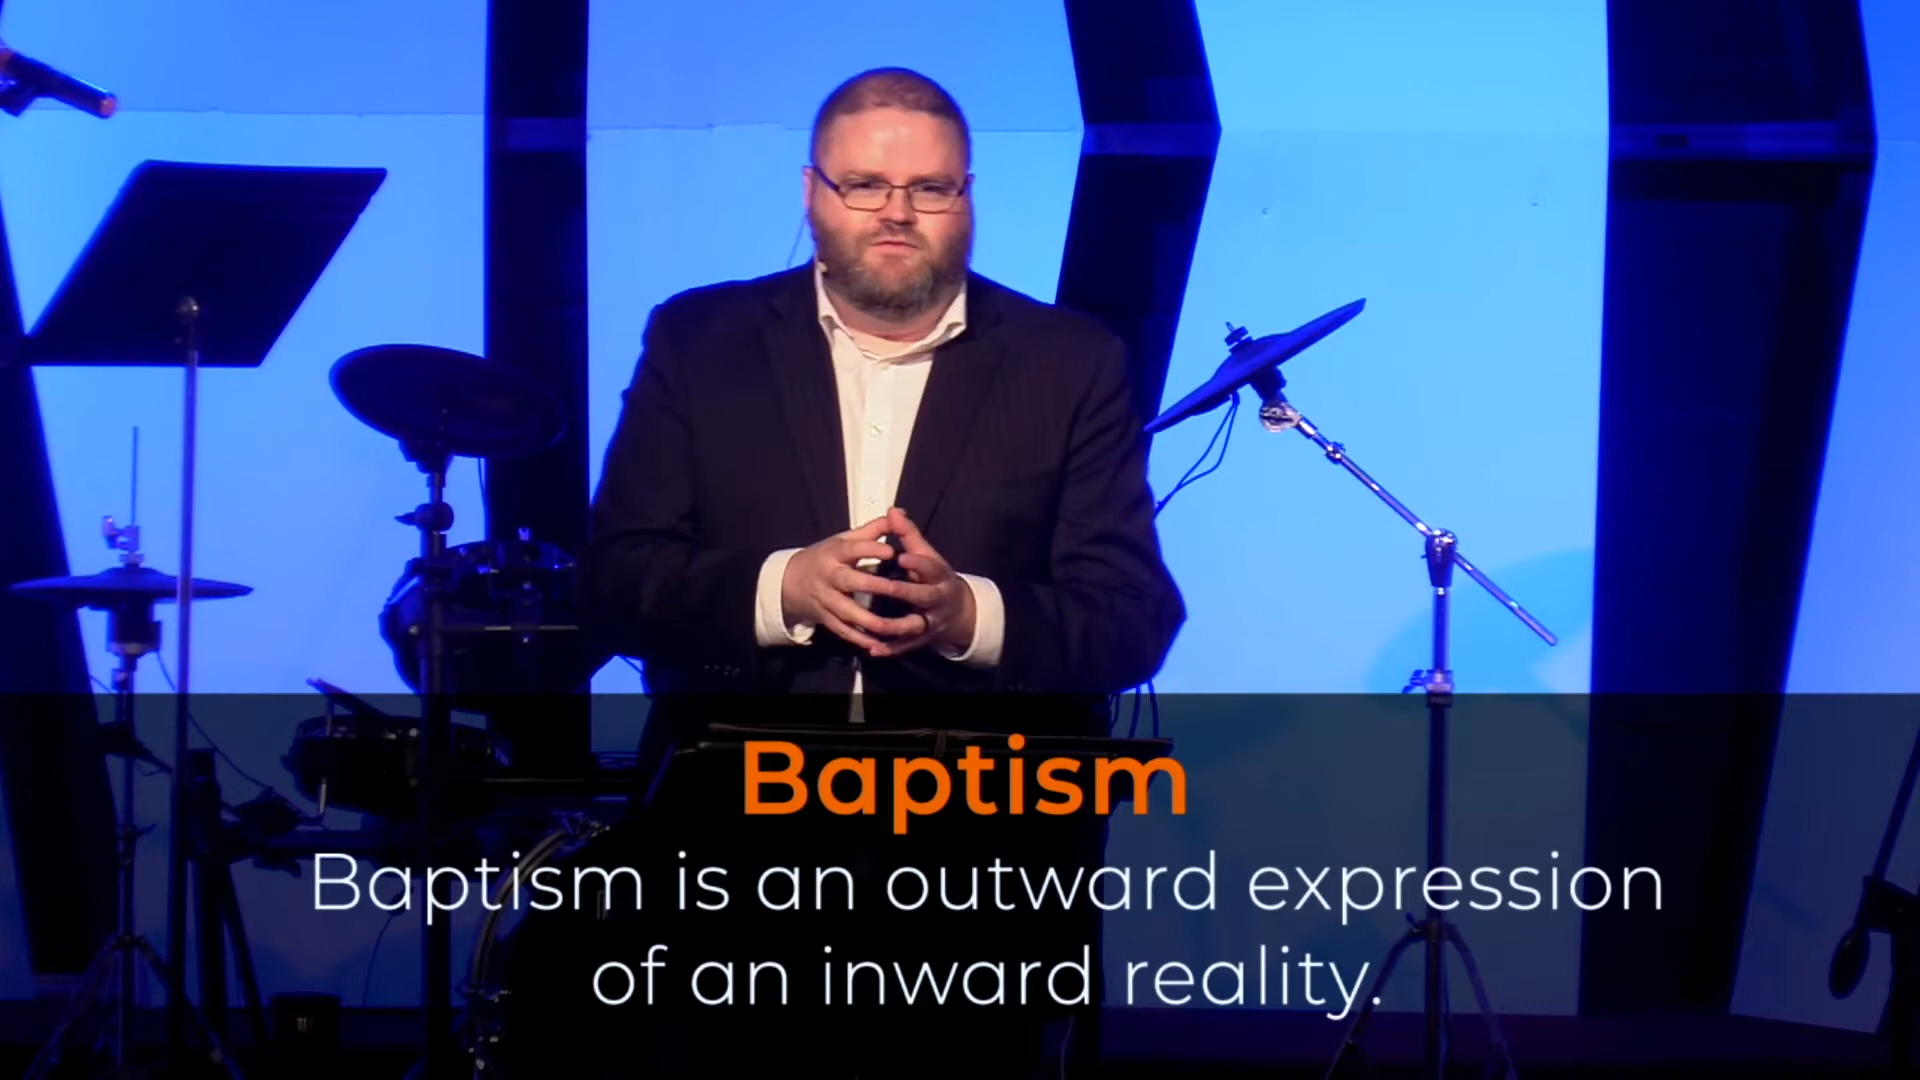 Baptism
Baptism is an outward expression
of an inward reality.